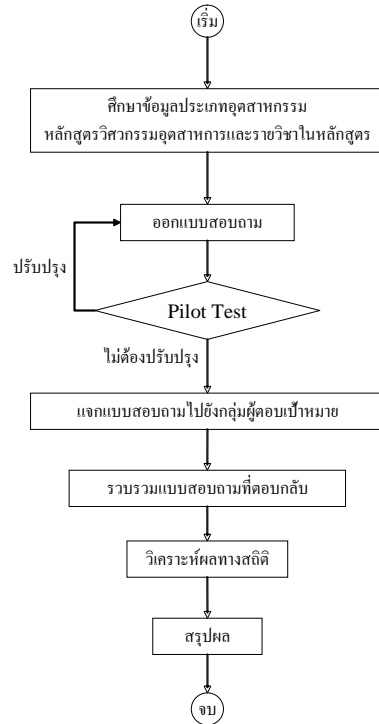 เริ่ม
ศึกษาข้อมูลประเภทอุตสาหกรรม
หลักสูตรวิศวกรรมอุตสาหการและรายวิชาในหลักสูตร
ออกแบบสอบถาม
ปรับปรุง
Pilot Test
ไม่ต้องปรับปรุง
แจกแบบสอบถามไปยังกลุ่มผู้ตอบเป้าหมาย
รวบรวมแบบสอบถามที่ตอบกลับ
วิเคราะห์ผลทางสถิติ
สรุปผล
จบ